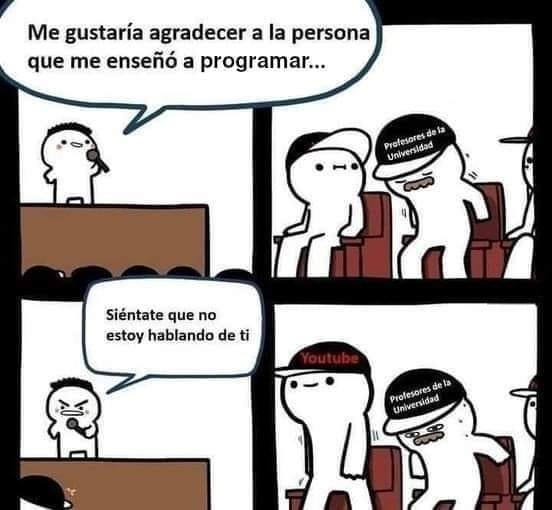 Me gustaría agradecer a la persona
que me enseñó a programar...
Profesores de la
Universidad
Siéntate que no
estoy hablando de ti
Youtube
Profesores de la
Universidad